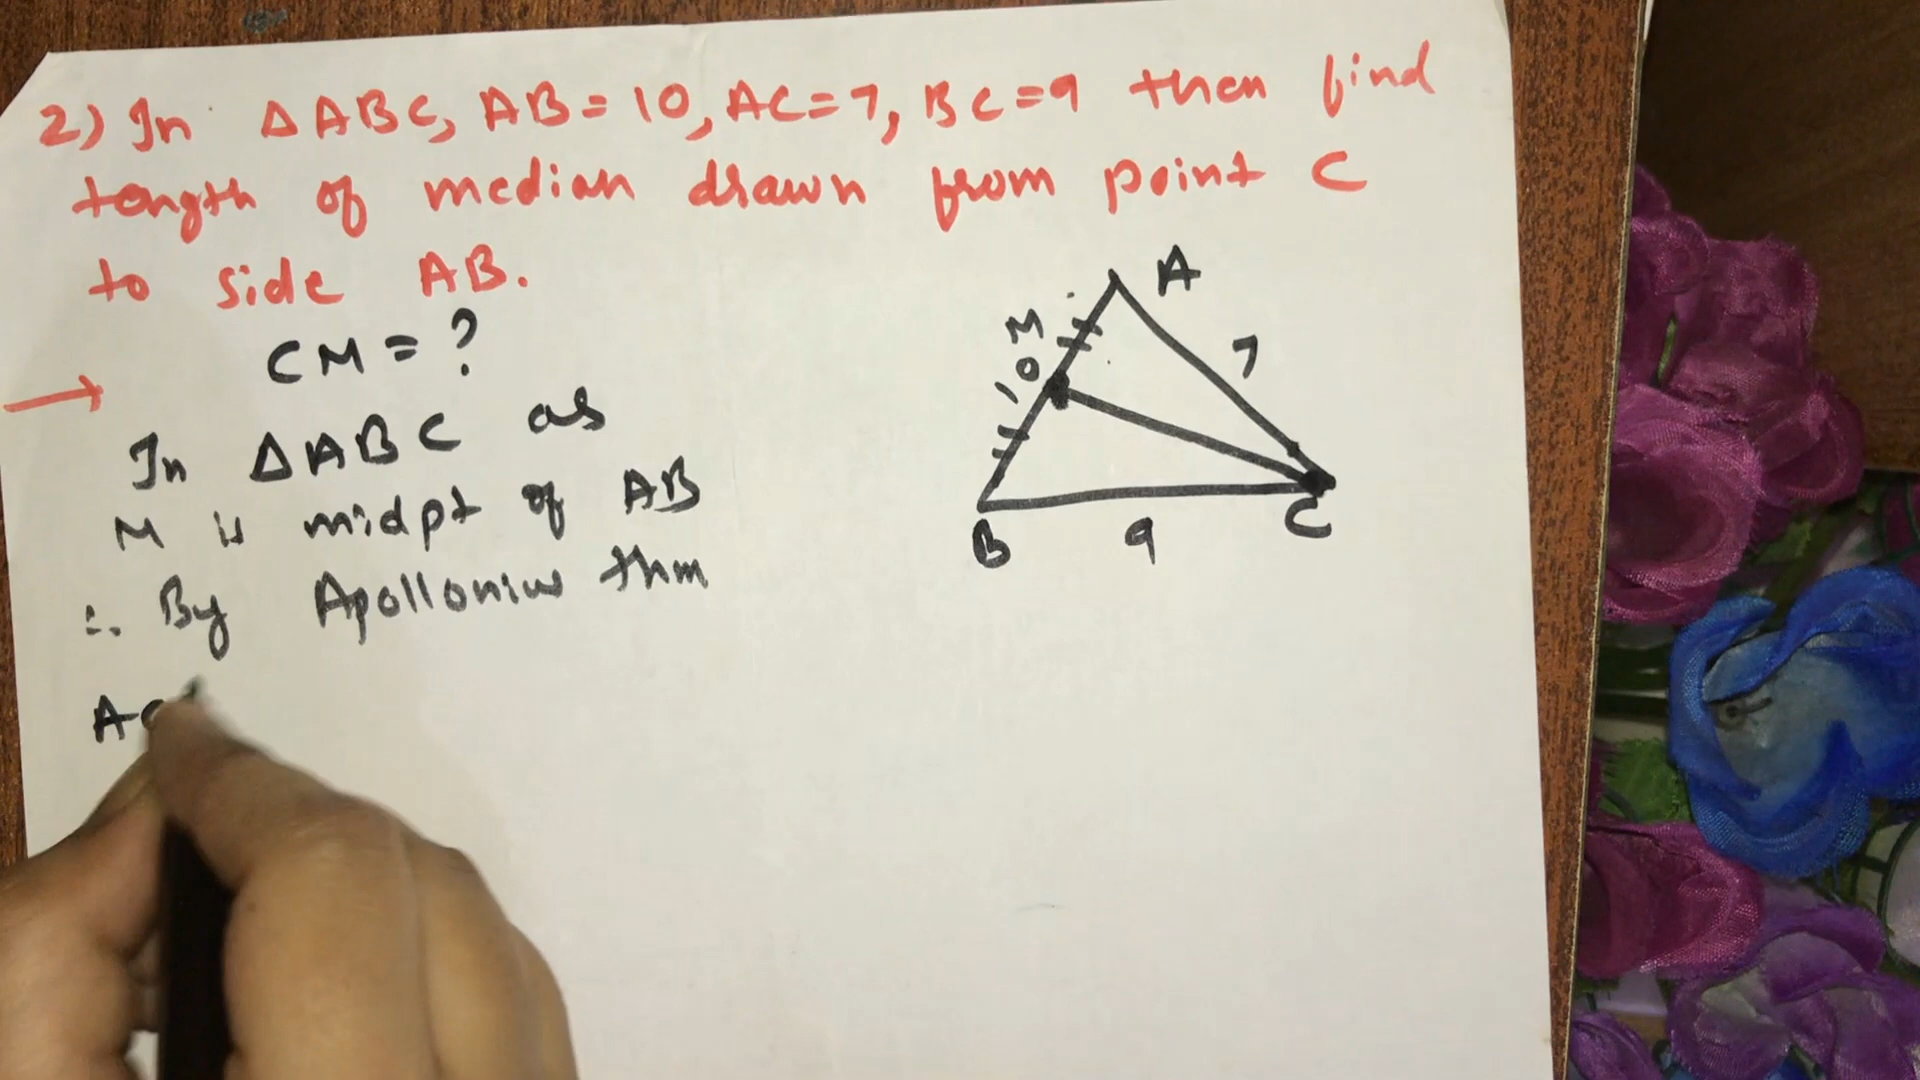 2) In ΔABC, AB=10, AC=7, BC=9 then find
length of median drawn from point C
to side AB.
CM = ?
→
In ΔABC as
M is midpt of AB
∴ By Apollonius thm
AC
A
M
10
7
B
9
C